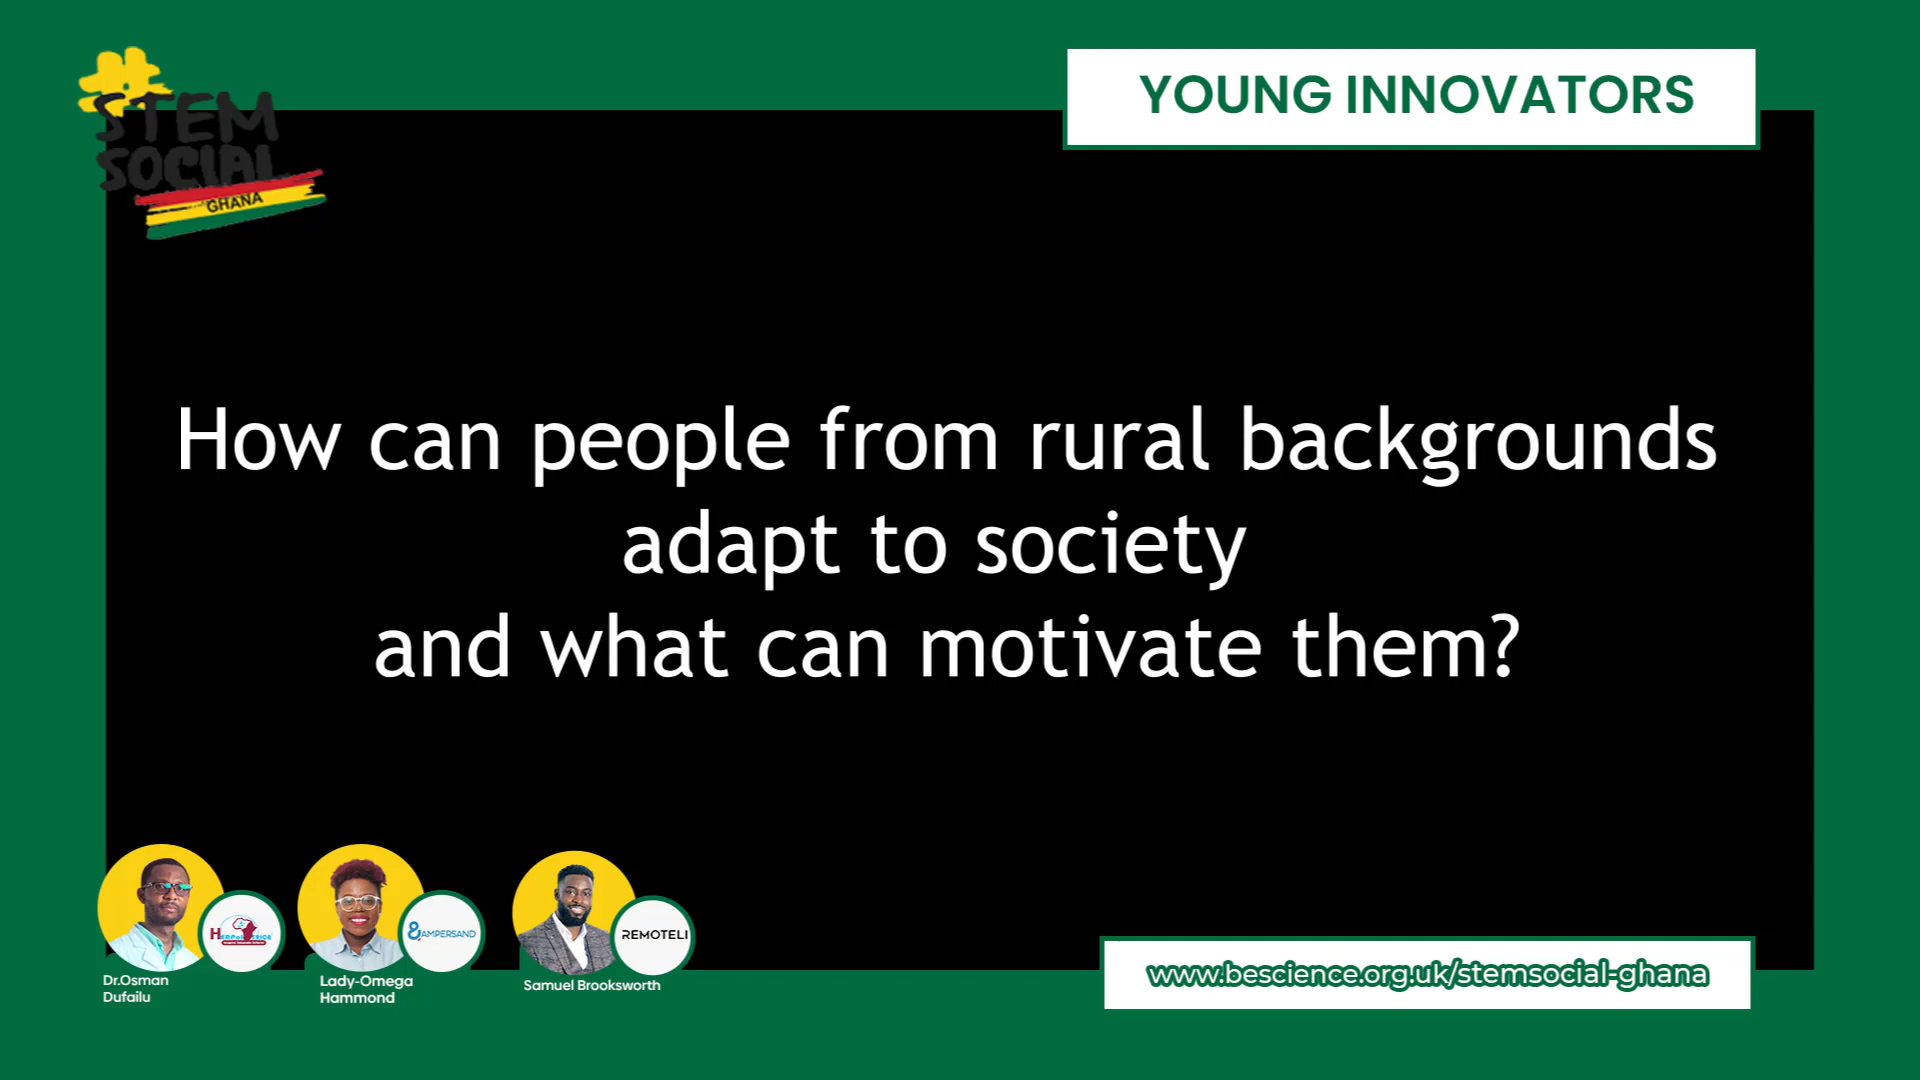 #
STEM
SOCIAL
GHANA
YOUNG INNOVATORS
How can people from rural backgrounds
adapt to society
and what can motivate them?
AMPERSAND
REMOTELI
Dr.Osman
Dufailu
Lady-Omega
Hammond
Samuel Brooksworth
www.bescience.org.uk/stemsocial-ghana